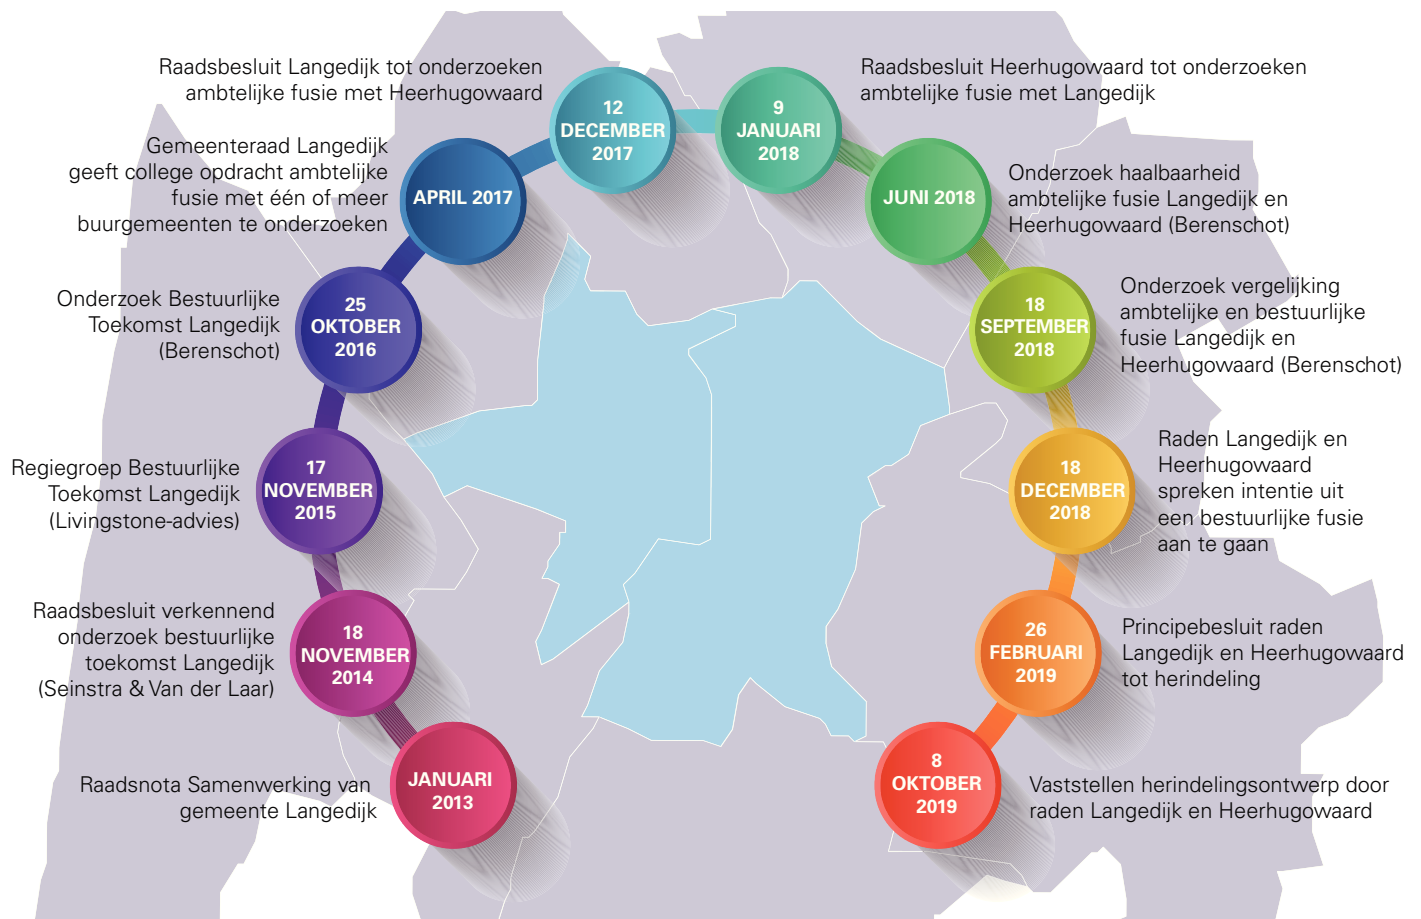 JANUARI
2013
Raadsnota Samenwerking van
gemeente Langedijk
18
NOVEMBER
2014
Raadsbesluit verkennend
onderzoek bestuurlijke
toekomst Langedijk
(Seinstra & Van der Laar)
17
NOVEMBER
2015
Regiegroep Bestuurlijke
Toekomst Langedijk
(Livingstone-advies)
25
OKTOBER
2016
Onderzoek Bestuurlijke
Toekomst Langedijk
(Berenschot)
APRIL 2017
Gemeenteraad Langedijk
geeft college opdracht ambtelijke
fusie met één of meer
buurgemeenten te onderzoeken
12
DECEMBER
2017
Raadsbesluit Langedijk tot onderzoeken
ambtelijke fusie met Heerhugowaard
9
JANUARI
2018
Raadsbesluit Heerhugowaard tot onderzoeken
ambtelijke fusie met Langedijk
JUNI 2018
Onderzoek haalbaarheid
ambtelijke fusie Langedijk en
Heerhugowaard (Berenschot)
18
SEPTEMBER
2018
Onderzoek vergelijking
ambtelijke en bestuurlijke
fusie Langedijk en
Heerhugowaard (Berenschot)
18
DECEMBER
2018
Raden Langedijk en
Heerhugowaard
spreken intentie uit
een bestuurlijke fusie
aan te gaan
26
FEBRUARI
2019
Principebesluit raden
Langedijk en Heerhugowaard
tot herindeling
8
OKTOBER
2019
Vaststellen herindelingsontwerp door
raden Langedijk en Heerhugowaard